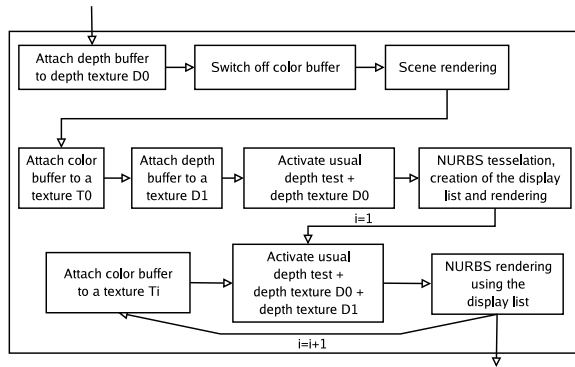 Attach depth buffer
to depth texture D0
Switch off color buffer
Scene rendering
Attach color
buffer to a
texture T0
Attach depth
buffer to a
texture D1
Activate usual
depth test +
depth texture D0
NURBS tesselation,
creation of the display
list and rendering
i=1
Attach color buffer
to a texture Ti
Activate usual
depth test +
depth texture D0 +
depth texture D1
NURBS rendering
using the
display list
i=i+1